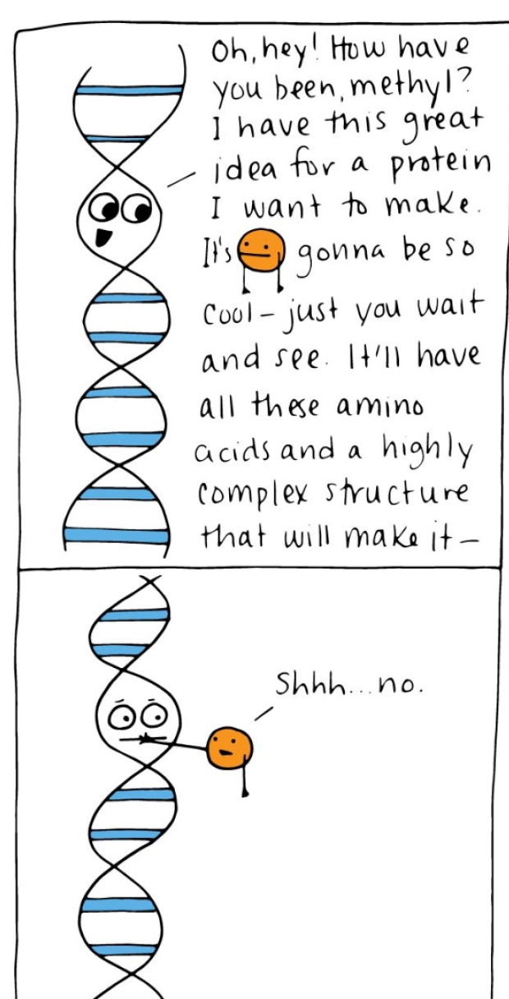 Oh, hey! How have
you been, methyl?
I have this great
idea for a protein
I want to make.
It's gonna be so
cool – just you wait
and see. It'll have
all these amino
acids and a highly
complex structure
that will make it –
Shhh...no.